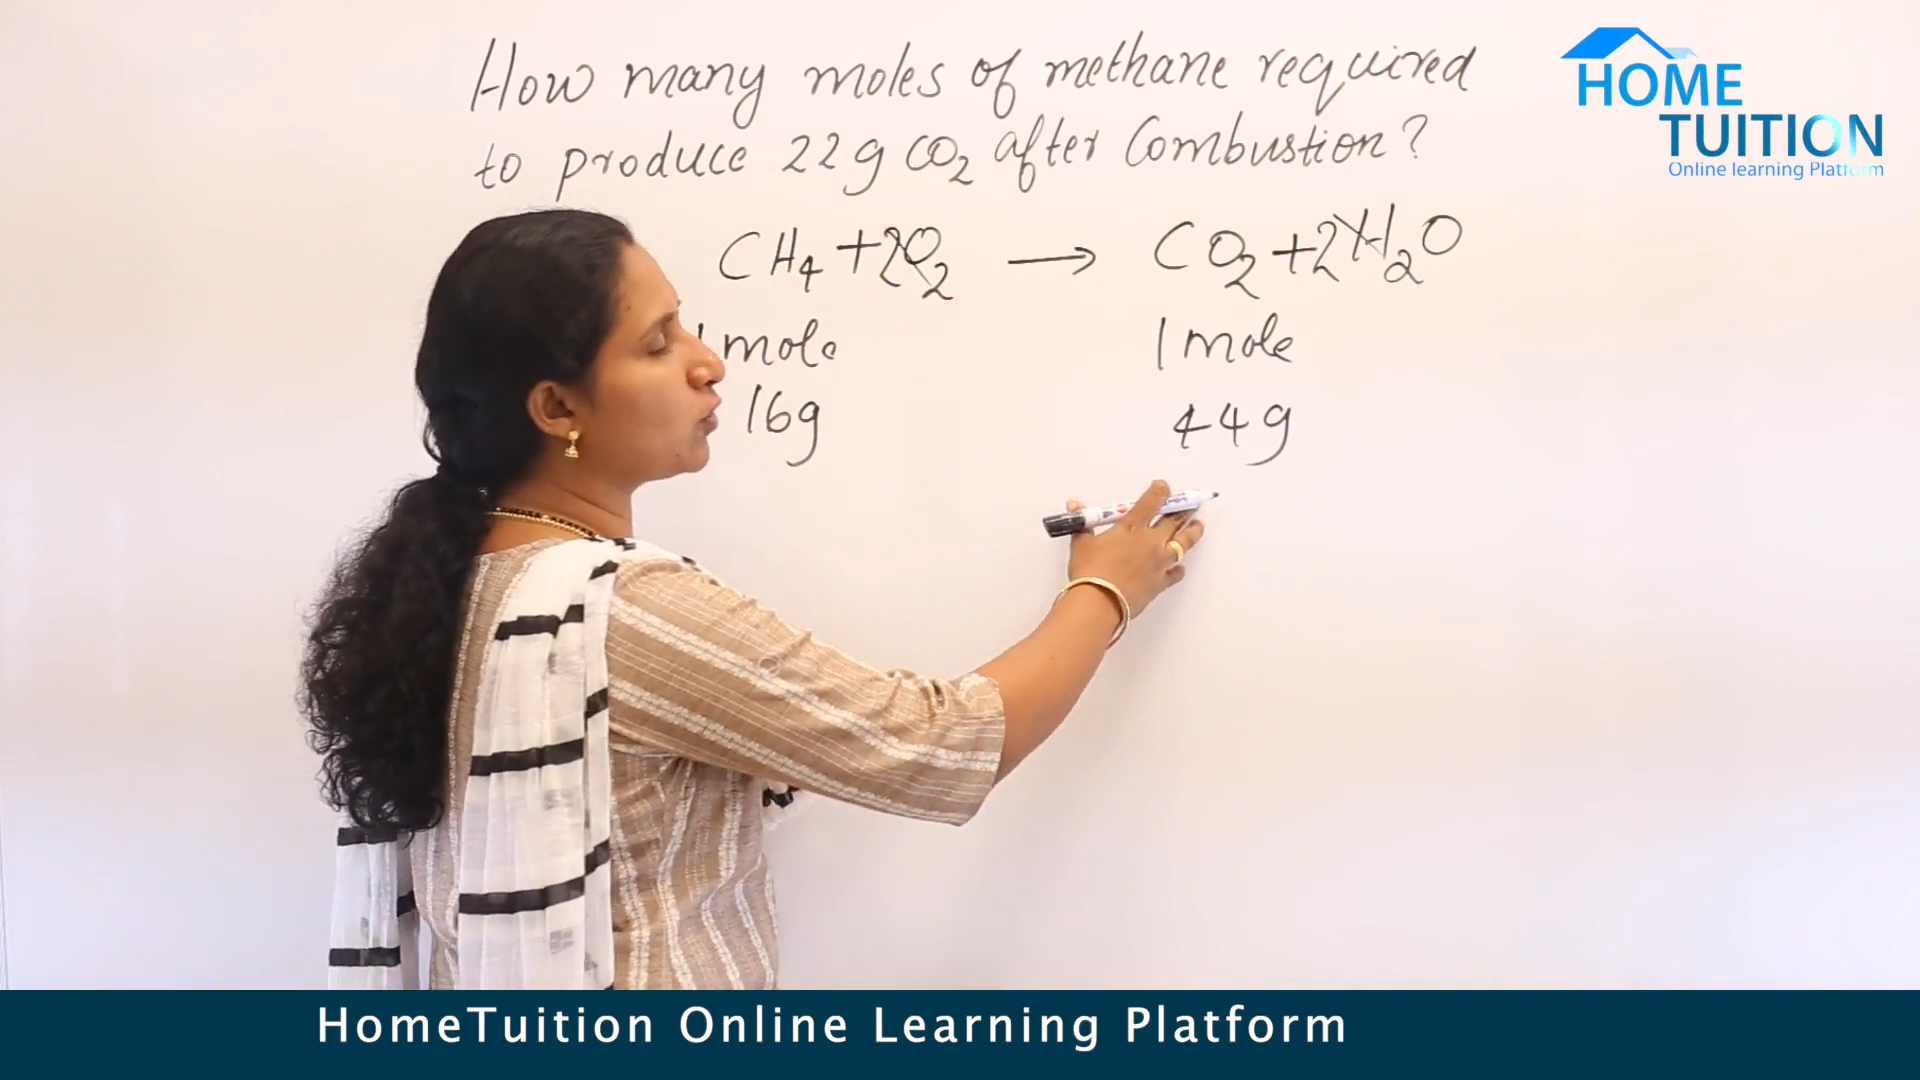 How many moles of methane required
to produce 22g CO2 after Combustion?
CH4 + 2O2 → CO2 + 2H2O
1 mole 1 mole
16g 44g
HOME
TUITION
Online learning Platform
HomeTuition Online Learning Platform